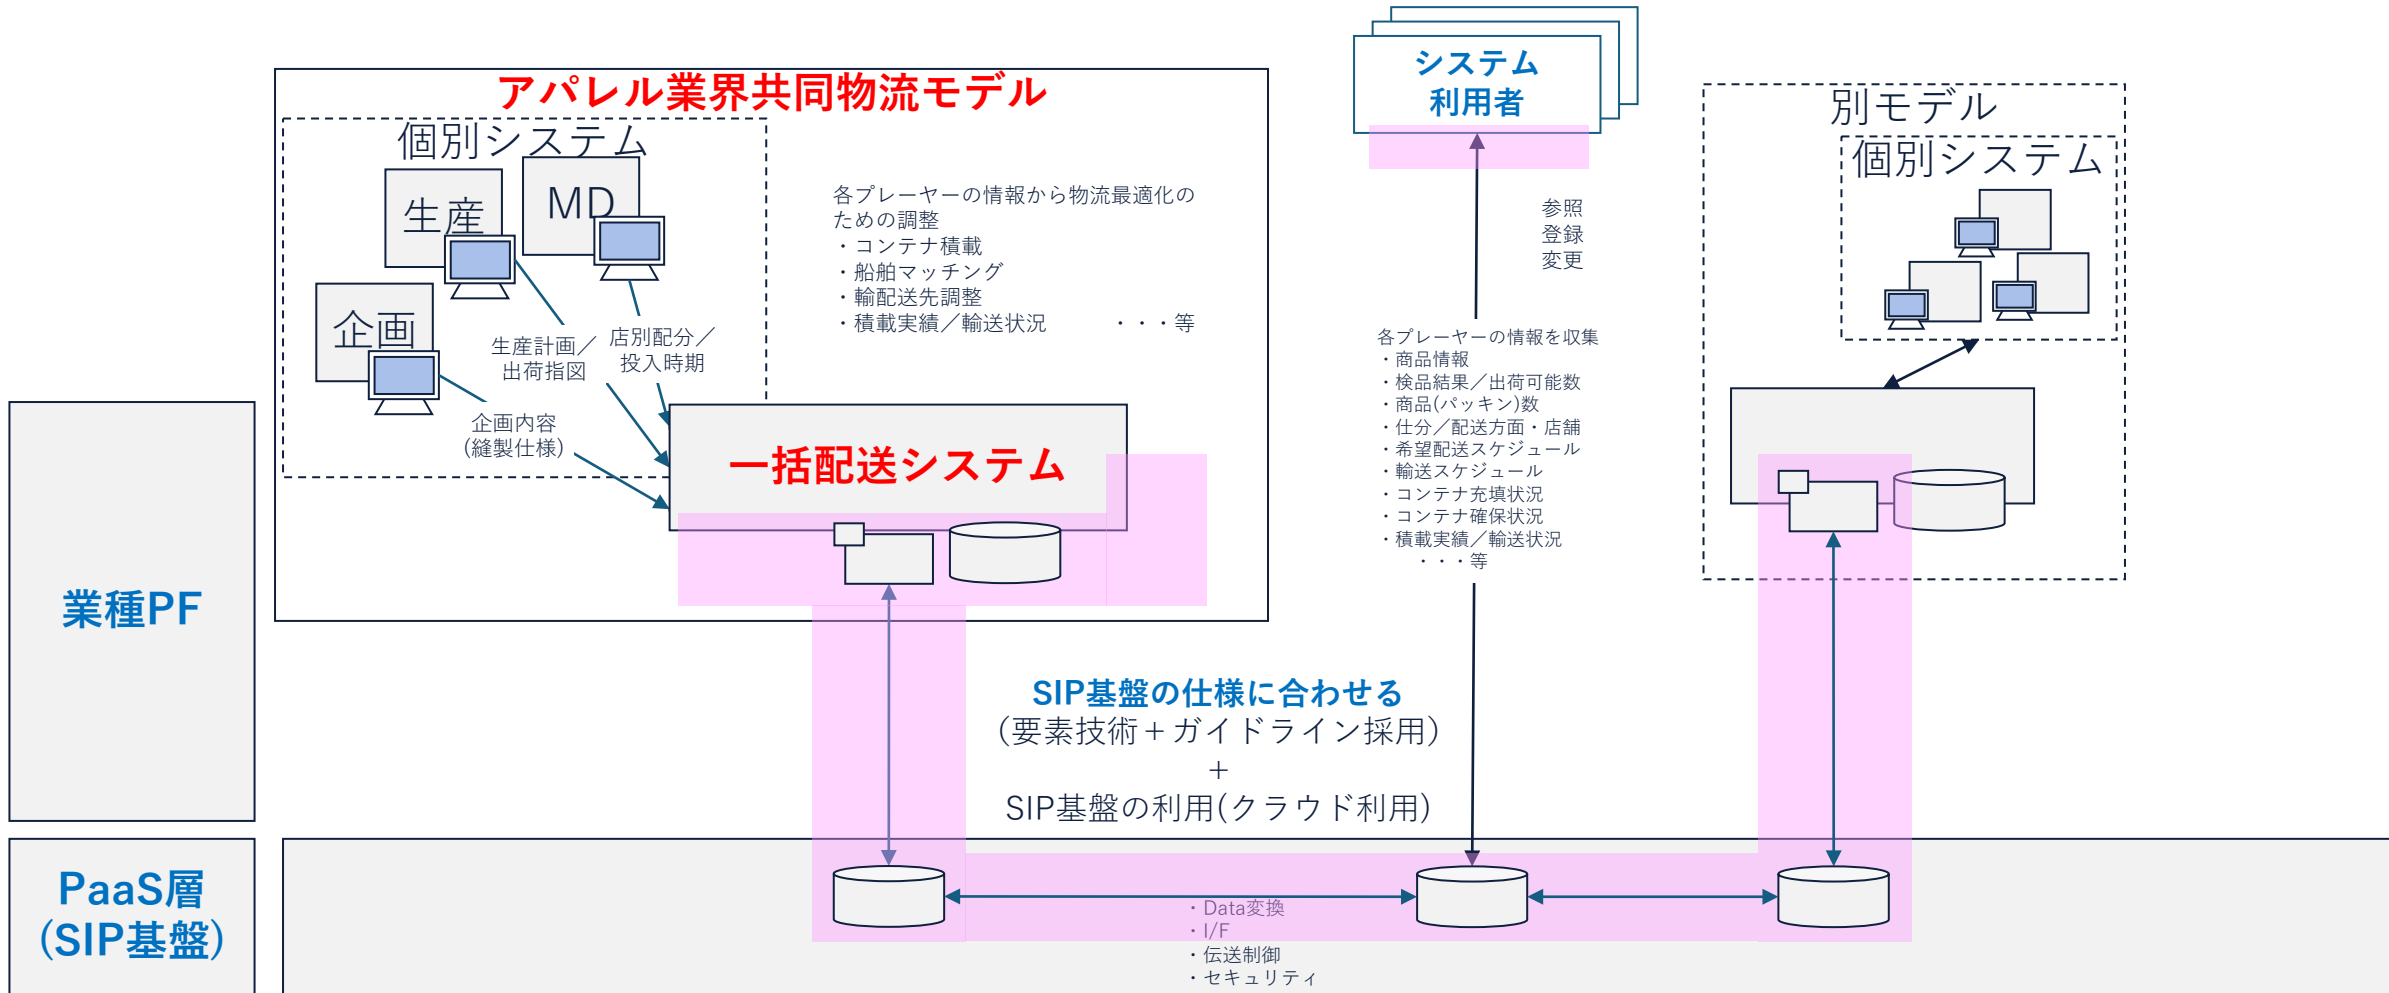 アパレル業界共同物流モデル
個別システム
生産
MD
企画
生産計画／
出荷指図
店別配分／
投入時期
企画内容
(縫製仕様)
各プレーヤーの情報から物流最適化の
ための調整
・コンテナ積載
・船舶マッチング
・輸配送先調整
・積載実績／輸送状況　　　・・・等
一括配送システム
システム
利用者
参照
登録
変更
各プレーヤーの情報を収集
・商品情報
・検品結果／出荷可能数
・商品(パッキン)数
・仕分／配送方面・店舗
・希望配送スケジュール
・輸送スケジュール
・コンテナ充填状況
・コンテナ確保状況
・積載実績／輸送状況
・・・等
別モデル
個別システム
業種PF
SIP基盤の仕様に合わせる
（要素技術＋ガイドライン採用）
＋
SIP基盤の利用(クラウド利用)
PaaS層
(SIP基盤)
・Data変換
・I/F
・伝送制御
・セキュリティ